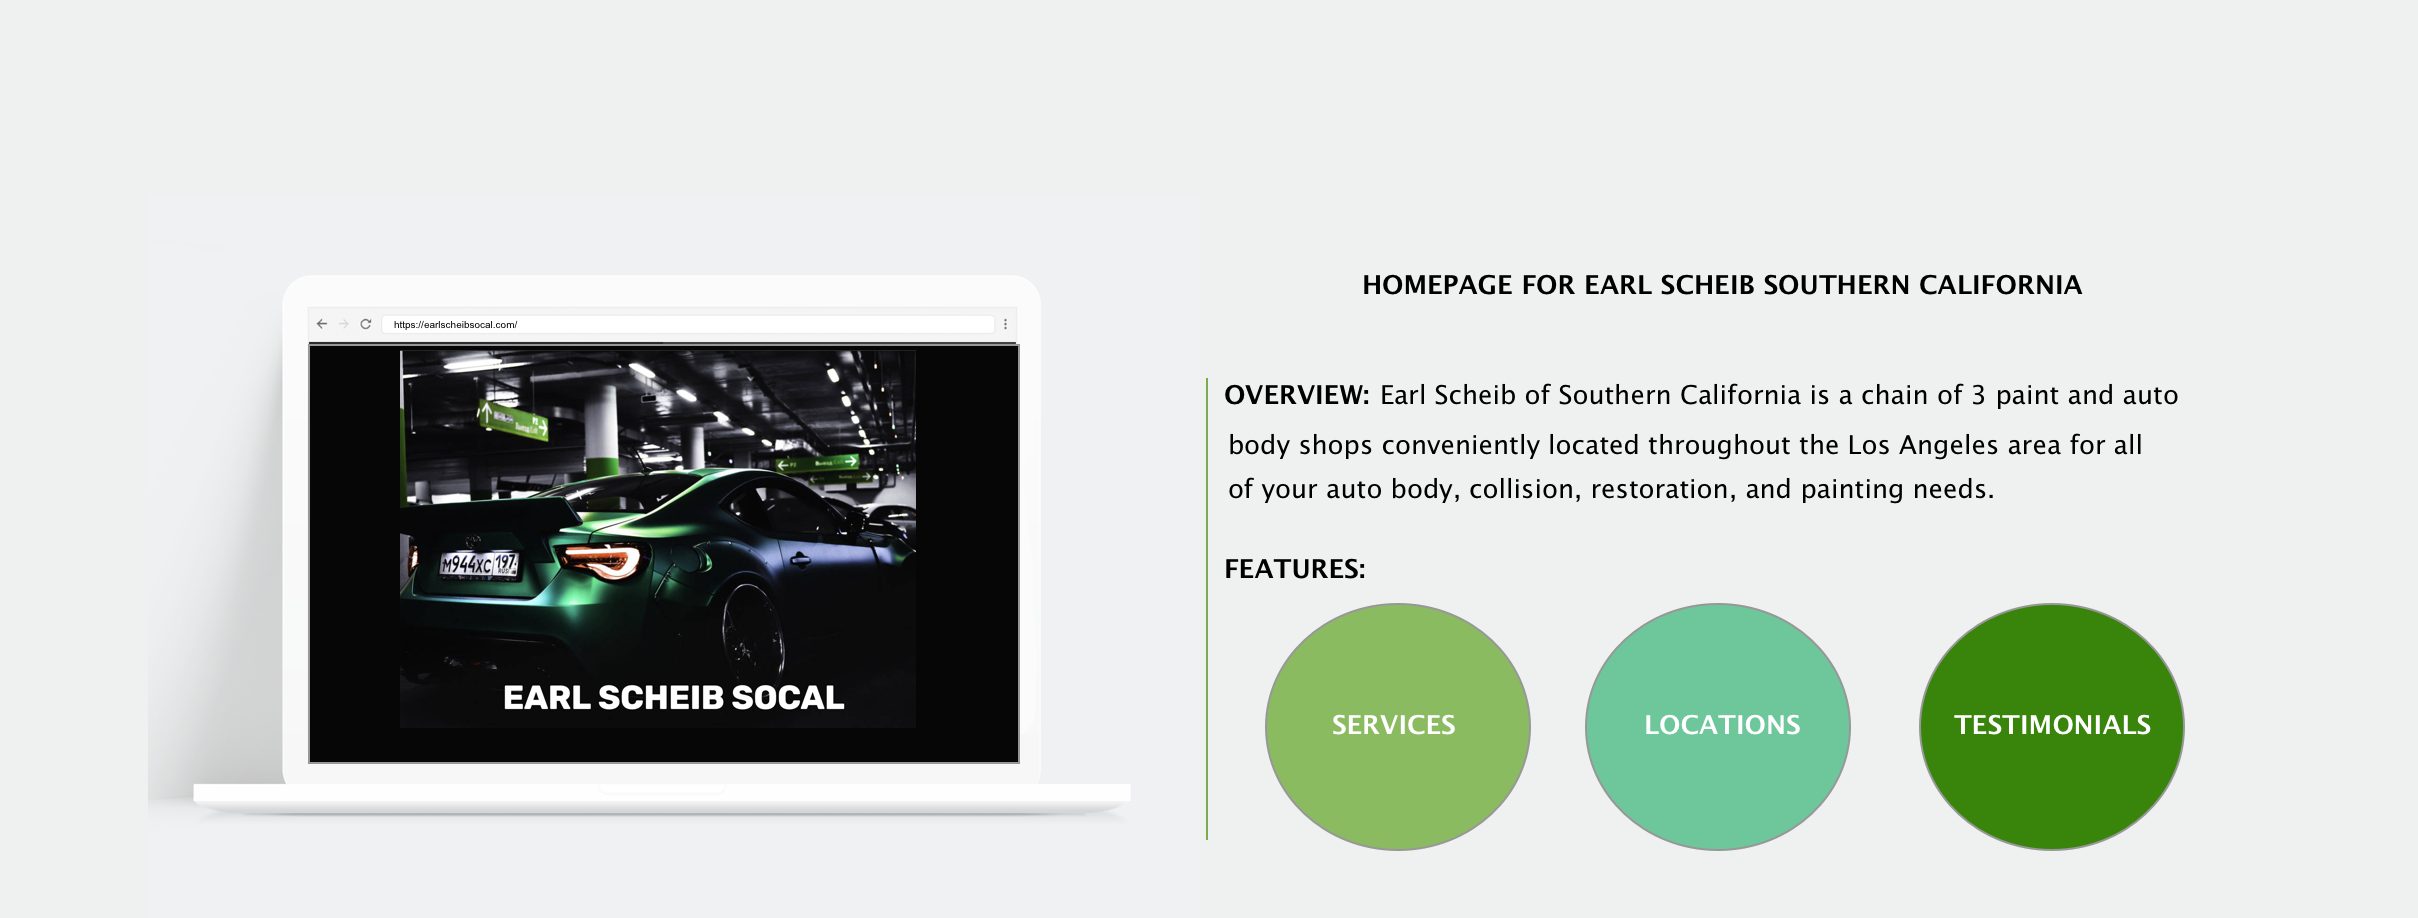 https://earlscheibsocal.com/
M944XC 197
RUS
EARL SCHEIB SOCAL
HOMEPAGE FOR EARL SCHEIB SOUTHERN CALIFORNIA
OVERVIEW: Earl Scheib of Southern California is a chain of 3 paint and auto
body shops conveniently located throughout the Los Angeles area for all
of your auto body, collision, restoration, and painting needs.
FEATURES:
SERVICES
LOCATIONS
TESTIMONIALS